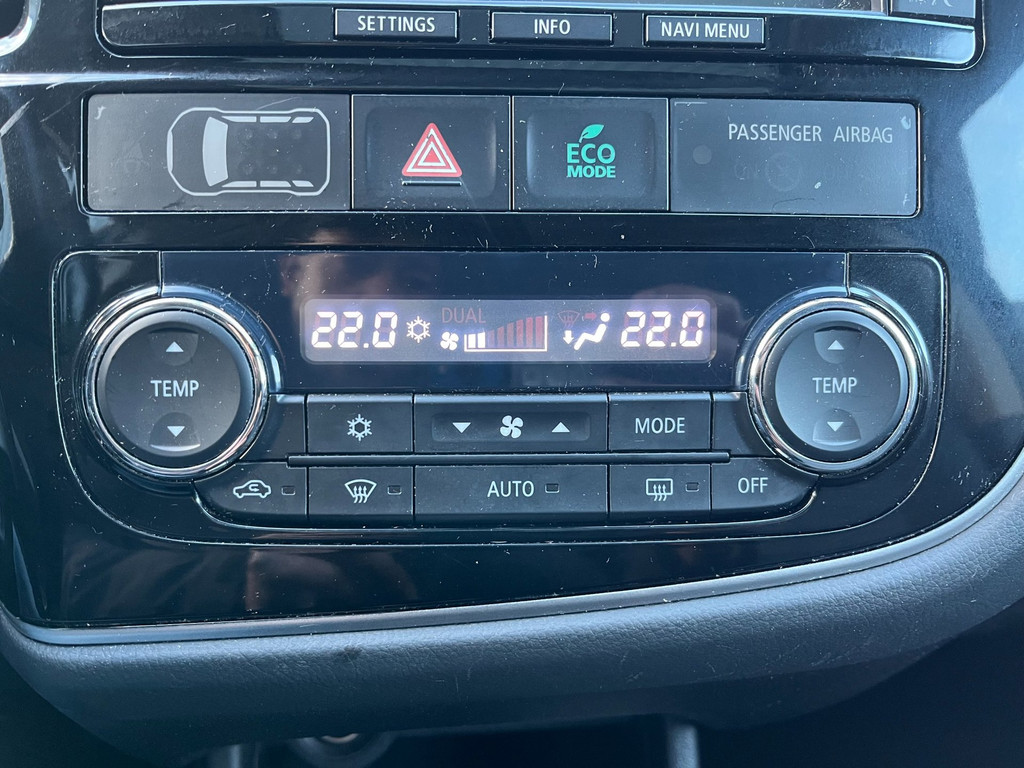 SETTINGS INFO NAVI MENU
ECO
MODE
PASSENGER AIRBAG
DUAL
22.0 22.0
TEMP TEMP
MODE
AUTO OFF